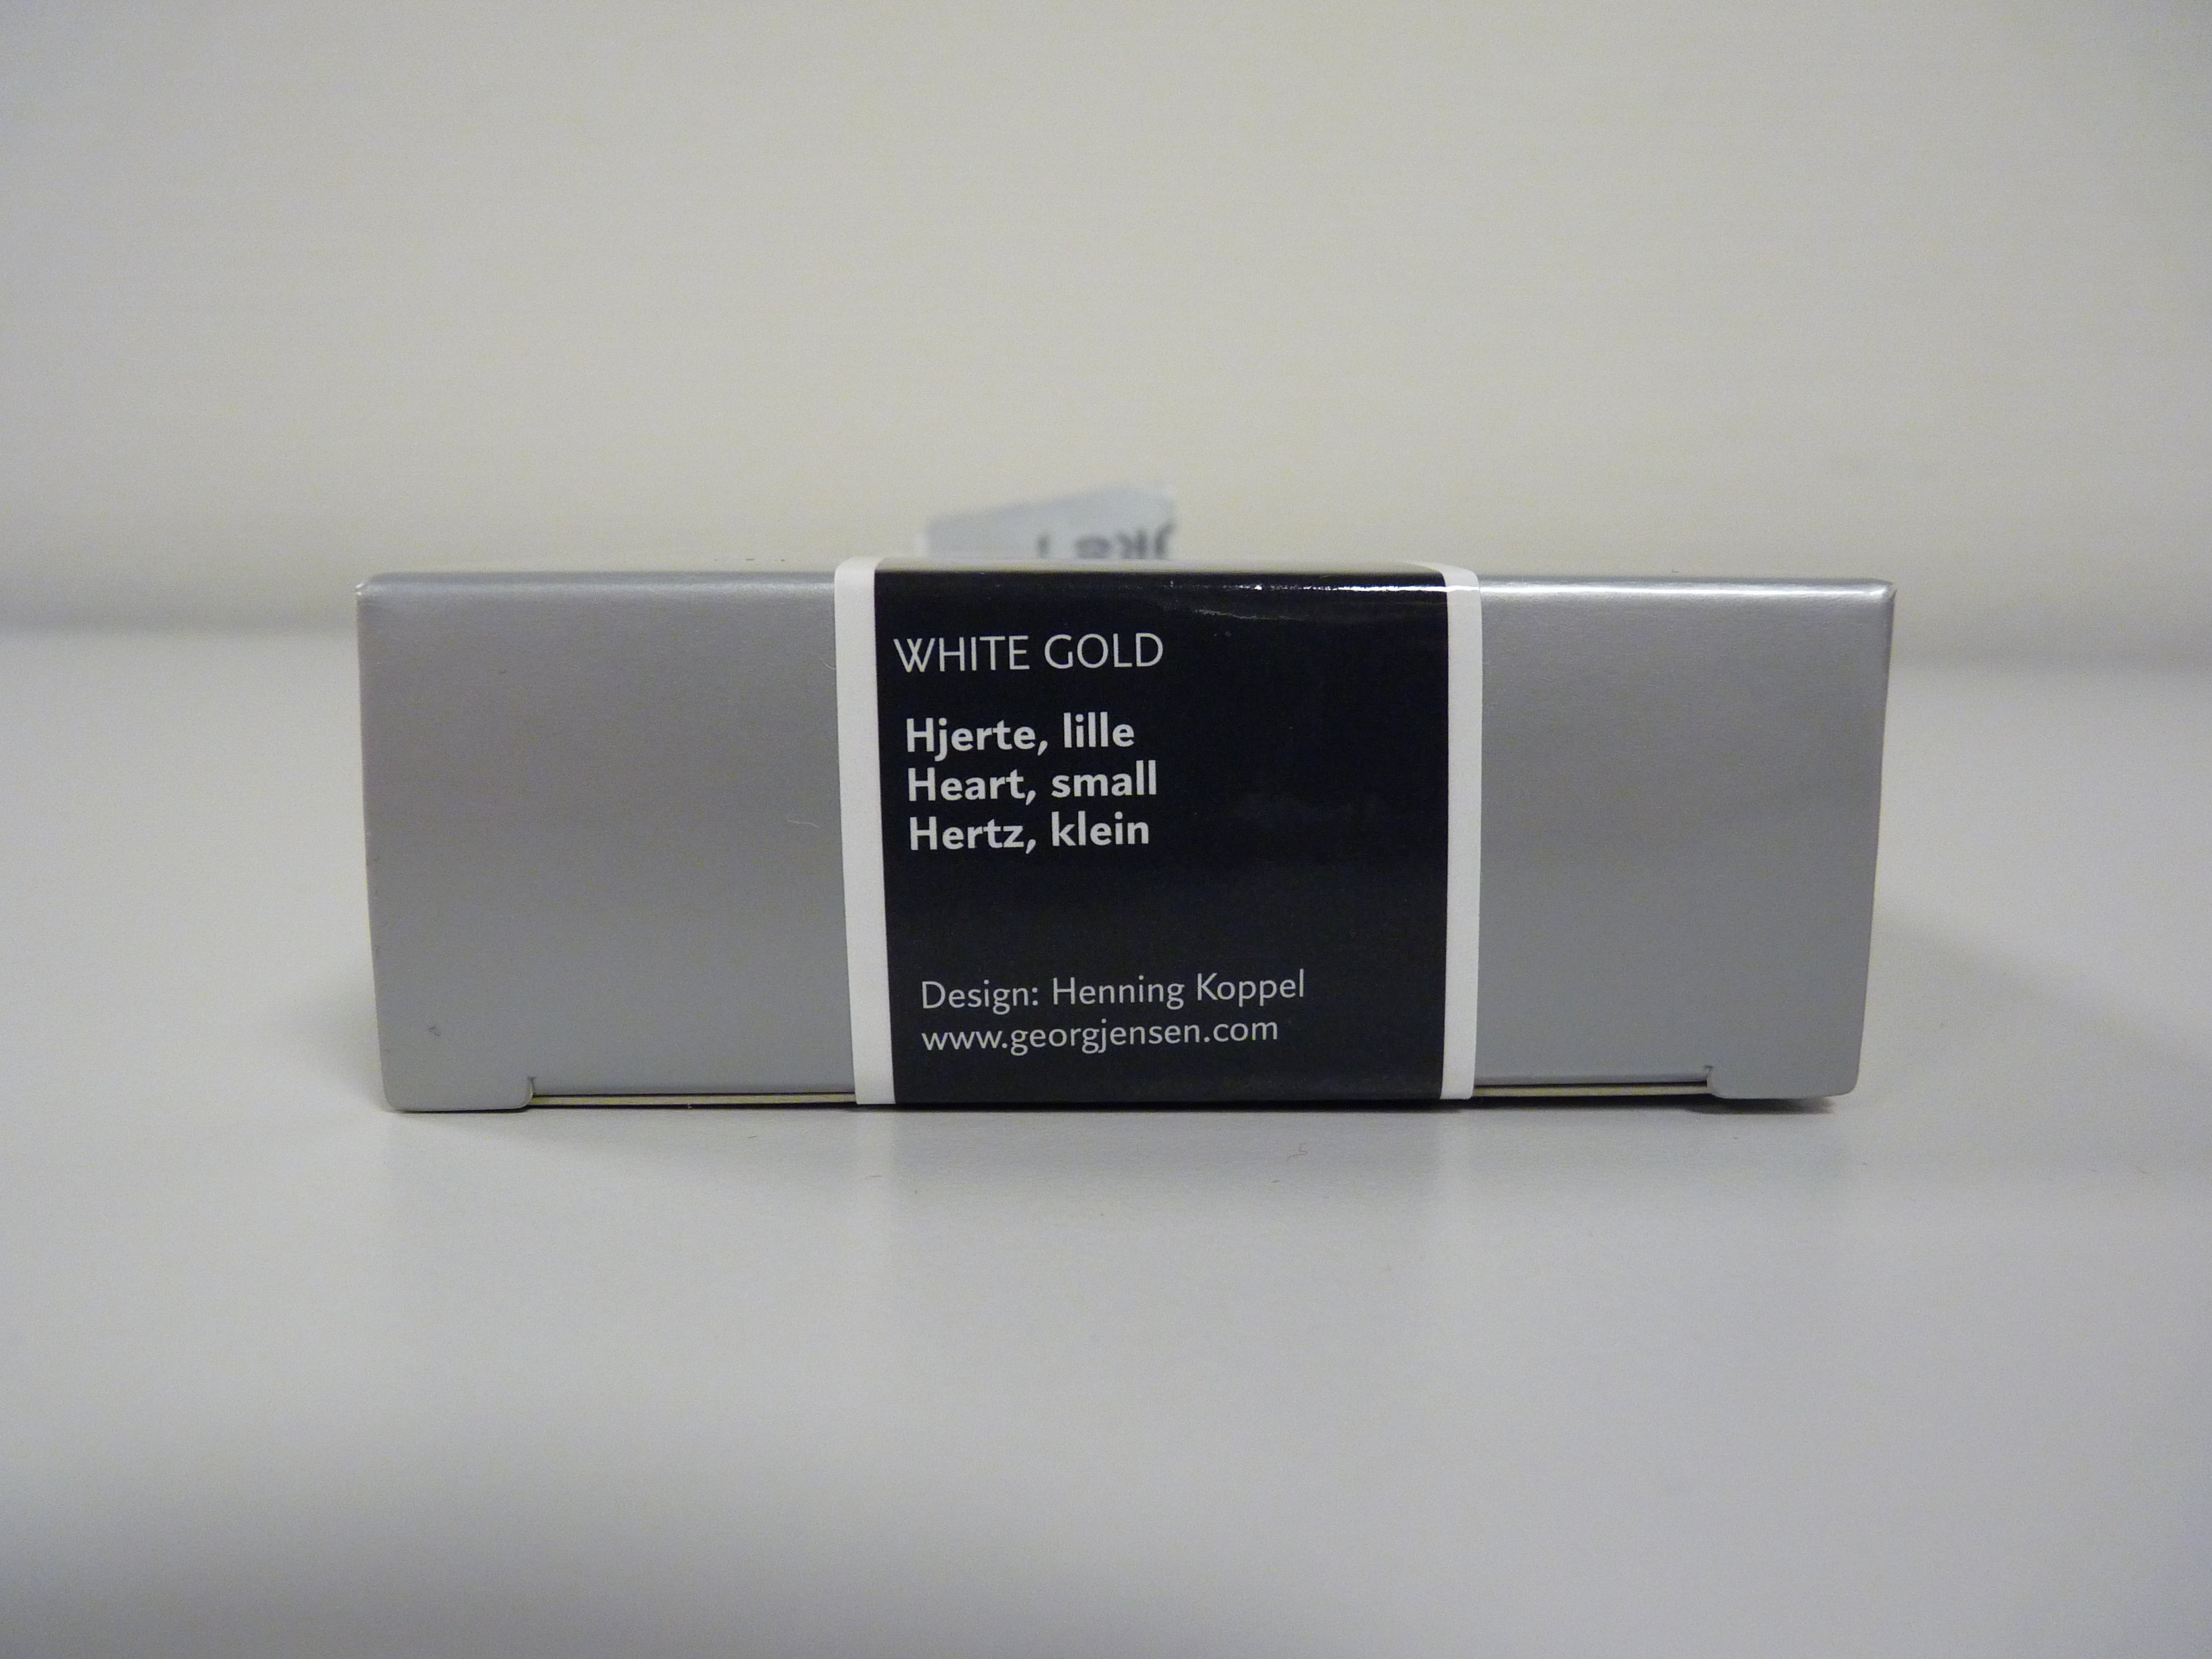 WHITE GOLD
Hjerte, lille
Heart, small
Hertz, klein
Design: Henning Koppel
www.georgjensen.com